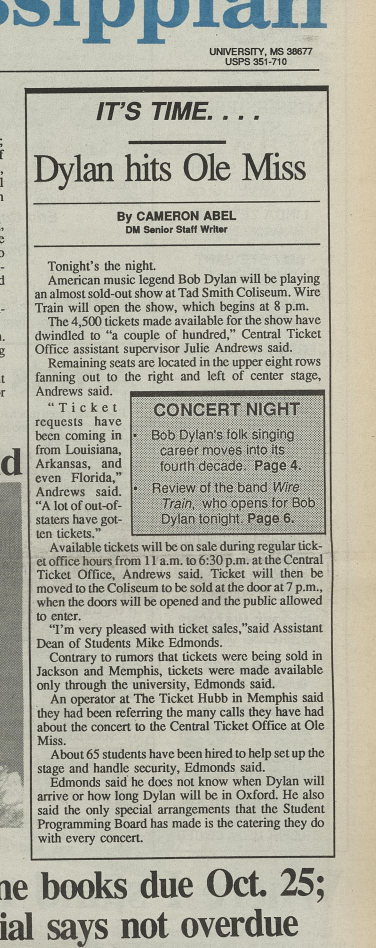 ssippian
UNIVERSITY, MS 38677
USPS 351-710
IT'S TIME. . . .
Dylan hits Ole Miss
By CAMERON ABEL
DM Senior Staff Writer
Tonight's the night.
American music legend Bob Dylan will be playing
an almost sold-out show at Tad Smith Coliseum. Wire
Train will open the show, which begins at 8 p.m.
The 4,500 tickets made available for the show have
dwindled to "a couple of hundred," Central Ticket
Office assistant supervisor Julie Andrews said.
Remaining seats are located in the upper eight rows
fanning out to the right and left of center stage,
Andrews said.
"Ticket
requests have
been coming in
from Louisiana,
Arkansas, and
even Florida,"
Andrews said.
"A lot of out-of-
staters have got-
ten tickets."
CONCERT NIGHT
• Bob Dylan's folk singing
career moves into its
fourth decade. Page 4.
• Review of the band Wire
Train, who opens for Bob
Dylan tonight. Page 6.
Available tickets will be on sale during regular tick-
et office hours from 11 a.m. to 6:30 p.m. at the Central
Ticket Office, Andrews said. Ticket will then be
moved to the Coliseum to be sold at the door at 7 p.m.,
when the doors will be opened and the public allowed
to enter.
"I'm very pleased with ticket sales,"said Assistant
Dean of Students Mike Edmonds.
Contrary to rumors that tickets were being sold in
Jackson and Memphis, tickets were made available
only through the university, Edmonds said.
An operator at The Ticket Hubb in Memphis said
they had been referring the many calls they have had
about the concert to the Central Ticket Office at Ole
Miss.
About 65 students have been hired to help set up the
stage and handle security, Edmonds said.
Edmonds said he does not know when Dylan will
arrive or how long Dylan will be in Oxford. He also
said the only special arrangements that the Student
Programming Board has made is the catering they do
with every concert.
ne books due Oct. 25;
ial says not overdue